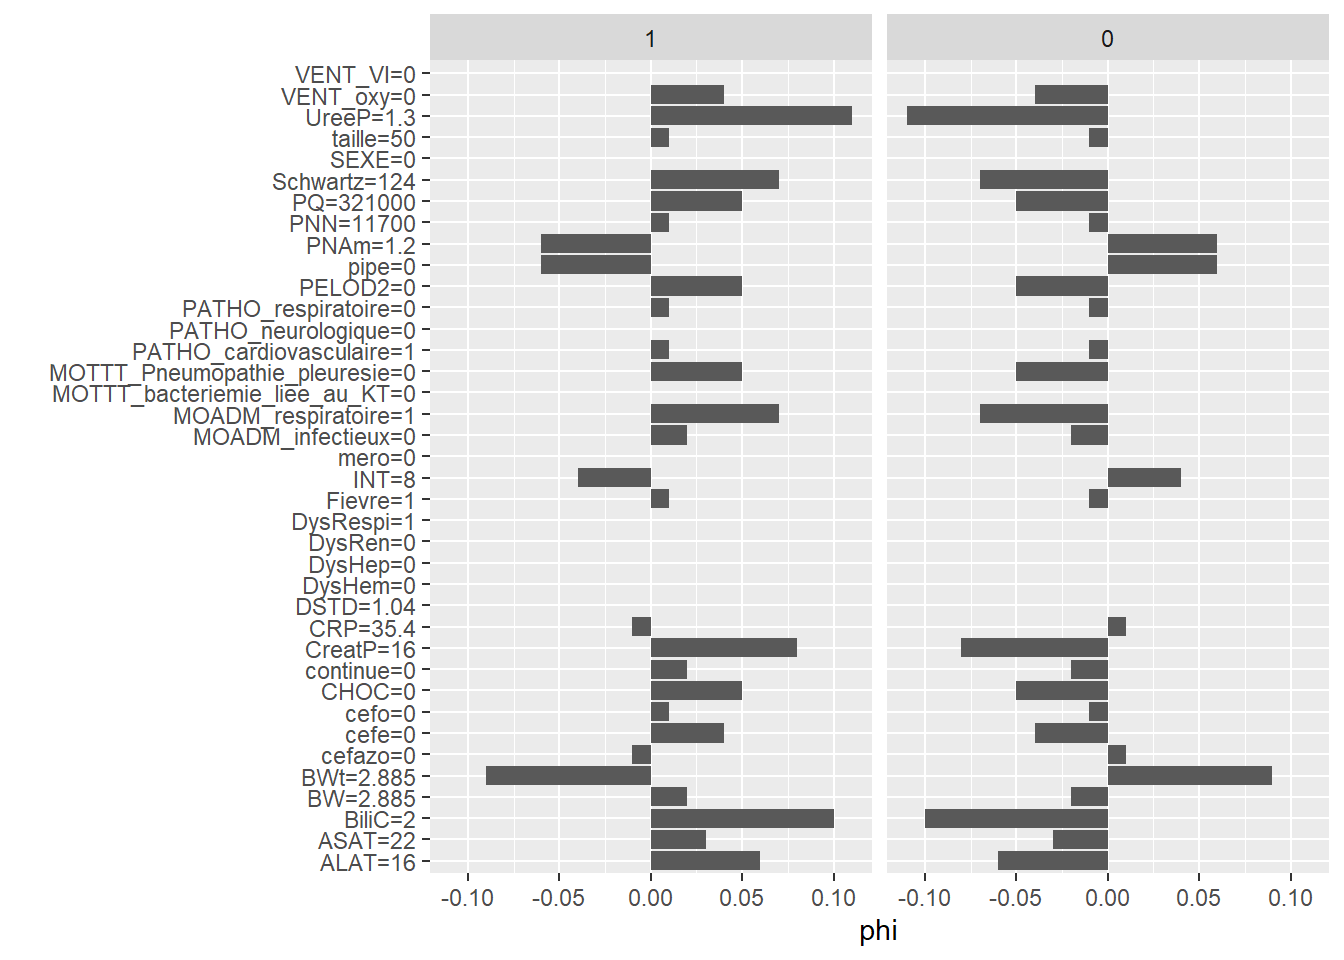 1 0
VENT_VI=0
VENT_oxy=0
UreeP=1.3
taille=50
SEXE=0
Schwartz=124
PQ=321000
PNN=11700
PNAm=1.2
pipe=0
PELOD2=0
PATHO_respiratoire=0
PATHO_neurologique=0
PATHO_cardiovasculaire=1
MOTTT_Pneumopathie_pleuresie=0
MOTTT_bacteriemie_liee_au_KT=0
MOADM_respiratoire=1
MOADM_infectieux=0
mero=0
INT=8
Fievre=1
DysRespi=1
DysRen=0
DysHep=0
DysHem=0
DSTD=1.04
CRP=35.4
CreatP=16
continue=0
CHOC=0
cefo=0
cefe=0
cefazo=0
BWt=2.885
BW=2.885
BiliC=2
ASAT=22
ALAT=16
-0.10 -0.05 0.00 0.05 0.10 -0.10 -0.05 0.00 0.05 0.10
phi